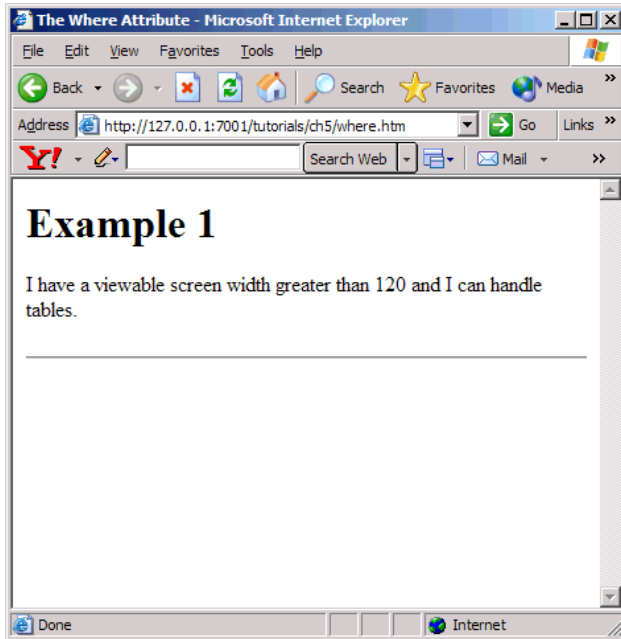 The Where Attribute - Microsoft Internet Explorer
File Edit View Favorites Tools Help
Back Search Favorites Media »
Address http://127.0.0.1:7001/tutorials/ch5/where.htm Go Links »
Y! Search Web Mail »
Example 1
I have a viewable screen width greater than 120 and I can handle
tables.
Done Internet